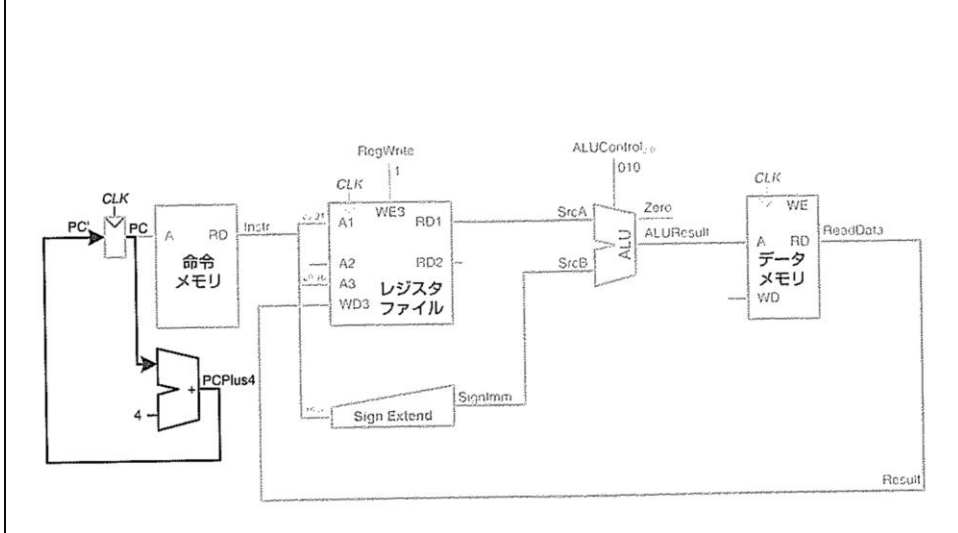 RegWrite
1
ALUControl
010
CLK
CLK
CLK
PC'
PC
A
RD
Instr
命令
メモリ
A1
WE3
RD1
A2
RD2
A3
WD3
レジスタ
ファイル
SrcA
SrcB
ALU
Zero
ALUResult
WE
A
RD
データ
メモリ
WD
ReadData
+
PCPlus4
4
Sign Extend
SignImm
Result